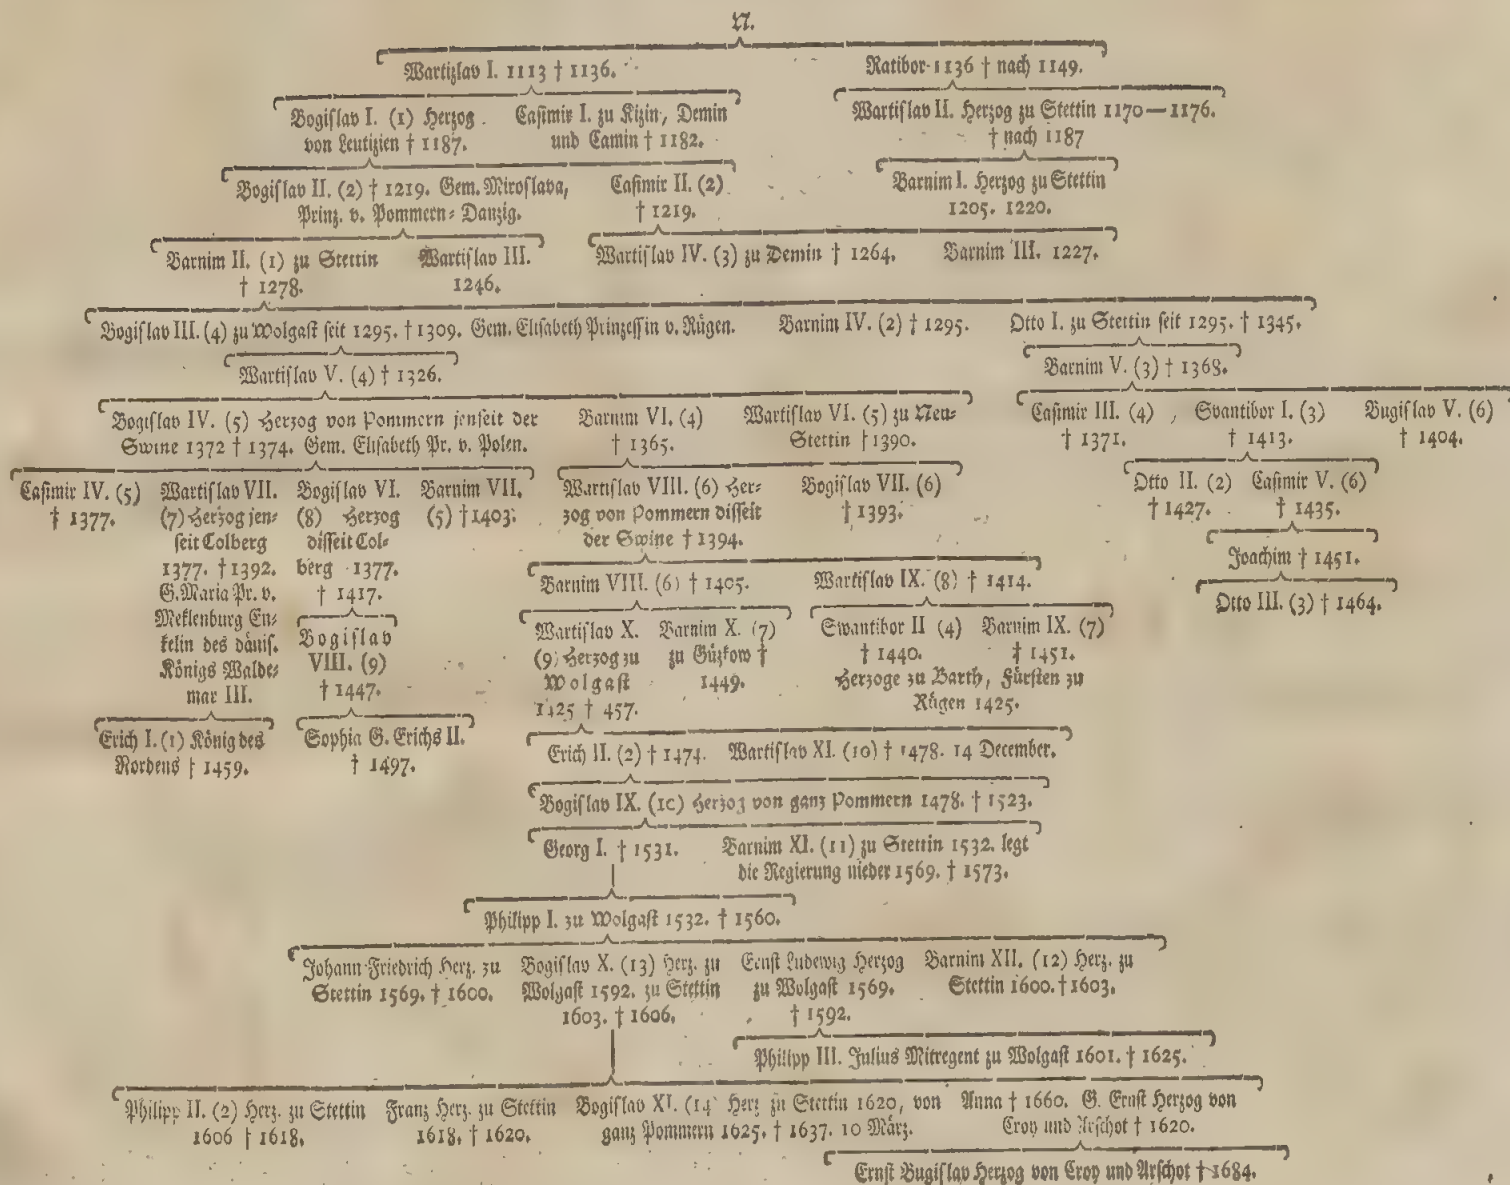 N.
Wartizlav I. 1113 † 1136.
Ratibor 1136 † nach 1149.
Bogislav I. (1) Herzog
von Leutizien † 1187.
Casimir I. zu Kizin, Demin
und Camin † 1182.
Wartislav II. Herzog zu Stettin 1170—1176.
† nach 1187
Bogislav II. (2) † 1219. Gem. Miroslava,
Prinz. v. Pommern-Danzig.
Casimir II. (2)
† 1219.
Barnim I. Herzog zu Stettin
1205. 1220.
Barnim II. (1) zu Stettin
† 1278.
Wartislav III.
1246.
Wartislav IV. (3) zu Demin † 1264.
Barnim III. 1227.
Bogislav III. (4) zu Wolgast seit 1295. † 1309. Gem. Elisabeth Prinzessin v. Rügen.
Barnim IV. (2) † 1295.
Otto I. zu Stettin seit 1295. † 1345.
Wartislav V. (4) † 1326.
Barnim V. (3) † 1368.
Bogislav IV. (5) Herzog von Pommern jenseit der
Swine 1372 † 1374. Gem. Elisabeth Pr. v. Polen.
Barnim VI. (4)
† 1365.
Wartislav VI. (5) zu Neu-
Stettin † 1390.
Casimir III. (4)
† 1371.
Svantibor I. (3)
† 1413.
Bugislav V. (6)
† 1404.
Casimir IV. (5)
† 1377.
Wartislav VII.
(7) Herzog jen-
seit Colberg
1377. † 1392.
G. Maria Pr. v.
Meklenburg En-
kelin des dänis.
Königs Walde-
mar III.
Bogislav VI.
(8) Herzog
disseit Col-
berg 1377.
† 1417.
Barnim VII.
(5) † 1403.
Wartislav VIII. (6) Her-
zog von Pommern disseit
der Swine † 1394.
Bogislav VII. (6)
† 1393.
Otto II. (2)
† 1427.
Casimir V. (6)
† 1435.
Joachim † 1451.
Otto III. (3) † 1464.
Barnim VIII. (6) † 1405.
Wartislav IX. (8) † 1414.
Bogislav
VIII. (9)
† 1447.
Wartislav X.
(9) Herzog zu
Wolgast
1425 † 457.
Barnim X. (7)
zu Gützkow †
1449.
Swantibor II (4)
† 1440.
Barnim IX. (7)
† 1451.
Herzoge zu Barth, Fürsten zu
Rügen 1425.
Erich I. (1) König des
Nordens † 1459.
Sophia G. Erichs II.
† 1497.
Erich II. (2) † 1474.
Wartislav XI. (10) † 1478. 14 December.
Bogislav IX. (10) Herzog von ganz Pommern 1478. † 1523.
Georg I. † 1531.
Barnim XI. (11) zu Stettin 1532. legt
die Regierung nieder 1569. † 1573.
Philipp I. zu Wolgast 1532. † 1560.
Johann Friedrich Herz. zu
Stettin 1569. † 1600.
Bogislav X. (13) Herz. zu
Wolgast 1592. zu Stettin
1603. † 1606.
Ernst Ludewig Herzog
zu Wolgast 1569.
† 1592.
Barnim XII. (12) Herz. zu
Stettin 1600. † 1603.
Philipp III. Julius Mitregent zu Wolgast 1601. † 1625.
Philipp II. (2) Herz. zu Stettin
1606 † 1618.
Franz Herz. zu Stettin
1618. † 1620.
Bogislav XI. (14) Herz zu Stettin 1620, von
ganz Pommern 1625. † 1637. 10 März.
Anna † 1660. G. Ernst Herzog von
Croy und Arschot † 1620.
Ernst Bugislav Herzog von Croy und Arschot † 1684.